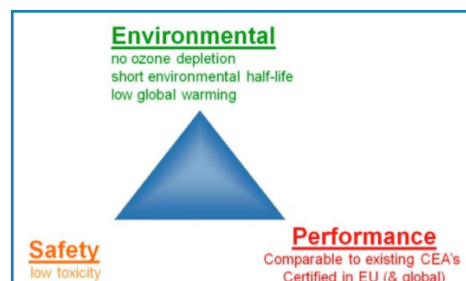 Environmental
no ozone depletion
short environmental half-life
low global warming
Safety
low toxicity
Performance
Comparable to existing CEA's
Certified in EU (& global)